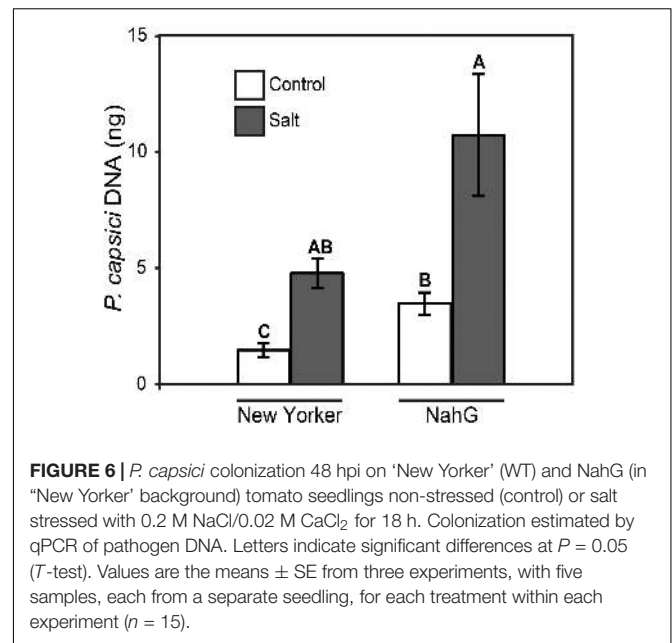 15
10
5
0
P. capsici DNA (ng)
Control
Salt
C
AB
B
A
New Yorker
NahG
FIGURE 6 | P. capsici colonization 48 hpi on ‘New Yorker’ (WT) and NahG (in
“New Yorker’ background) tomato seedlings non-stressed (control) or salt
stressed with 0.2 M NaCl/0.02 M CaCl₂ for 18 h. Colonization estimated by
qPCR of pathogen DNA. Letters indicate significant differences at P = 0.05
(T-test). Values are the means ± SE from three experiments, with five
samples, each from a separate seedling, for each treatment within each
experiment (n = 15).